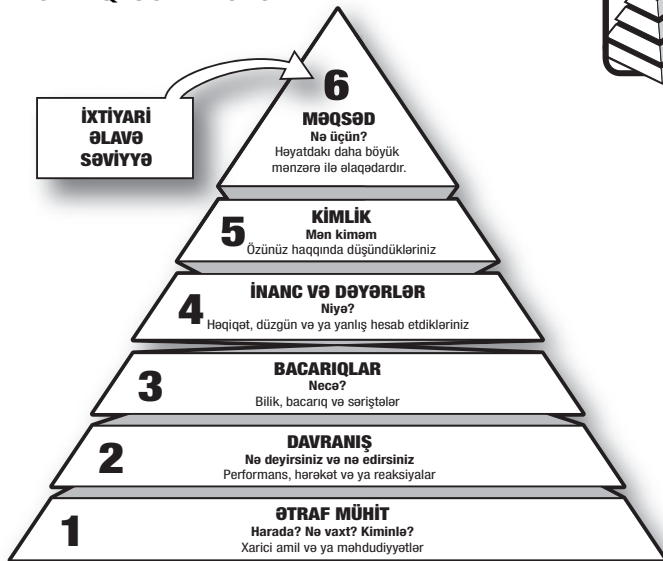 İXTİYARİ
ƏLAVƏ
SƏVİYYƏ
6
MƏQSƏD
Nə üçün?
Həyatdakı daha böyük
mənzərə ilə əlaqədardır.
5
KİMLİK
Mən kiməm
Özünüz haqqında düşündükləriniz
4
İNANC VƏ DƏYƏRLƏR
Niyə?
Həqiqət, düzgün və ya yanlış hesab etdikləriniz
3
BACARIQLAR
Necə?
Bilik, bacarıq və səriştələr
2
DAVRANIŞ
Nə deyirsiniz və nə edirsiniz
Performans, hərəkət və ya reaksiyalar
1
ƏTRAF MÜHİT
Harada? Nə vaxt? Kiminlə?
Xarici amil və ya məhdudiyyətlər